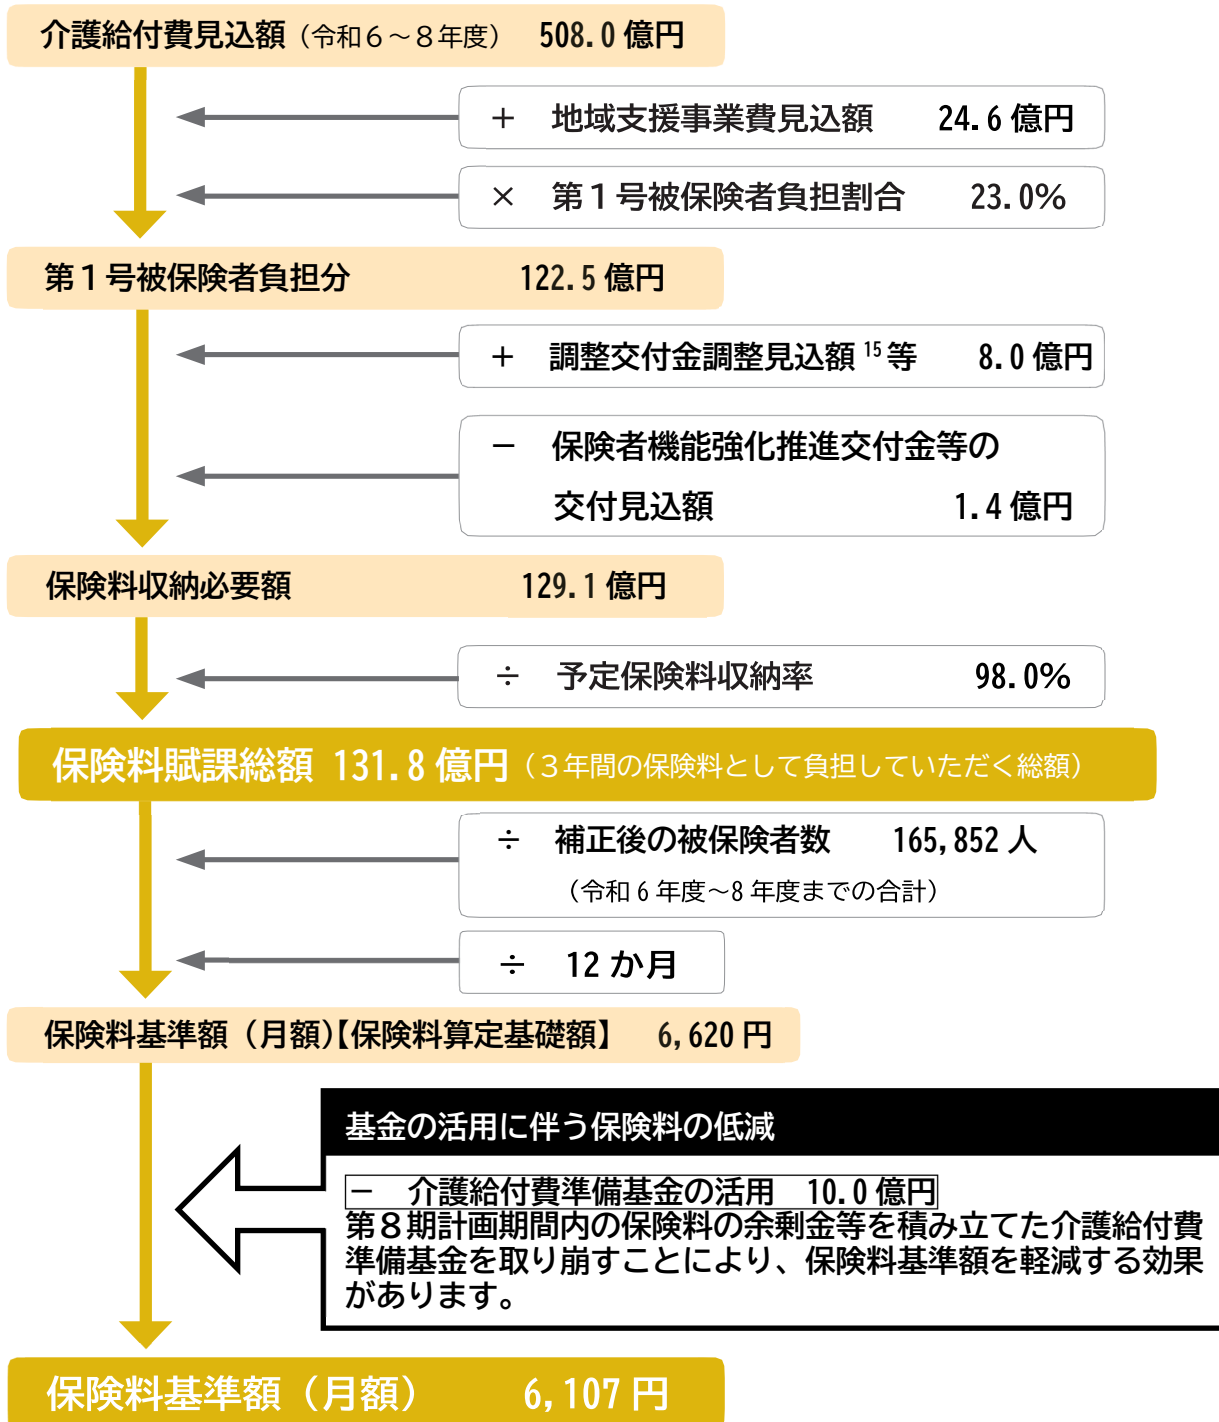 介護給付費見込額（令和６～８年度） 508.0 億円
＋ 地域支援事業費見込額 24.6 億円
× 第１号被保険者負担割合 23.0%
第１号被保険者負担分 122.5 億円
＋ 調整交付金調整見込額 15 等 8.0 億円
－ 保険者機能強化推進交付金等の
交付見込額 1.4 億円
保険料収納必要額 129.1 億円
÷ 予定保険料収納率 98.0%
保険料賦課総額 131.8 億円（３年間の保険料として負担していただく総額）
÷ 補正後の被保険者数 165,852 人
（令和 6 年度～8 年度までの合計）
÷ 12 か月
保険料基準額（月額）【保険料算定基礎額】 6,620 円
基金の活用に伴う保険料の低減
－ 介護給付費準備基金の活用 10.0 億円
第８期計画期間内の保険料の余剰金等を積み立てた介護給付費
準備基金を取り崩すことにより、保険料基準額を軽減する効果
があります。
保険料基準額（月額） 6,107 円